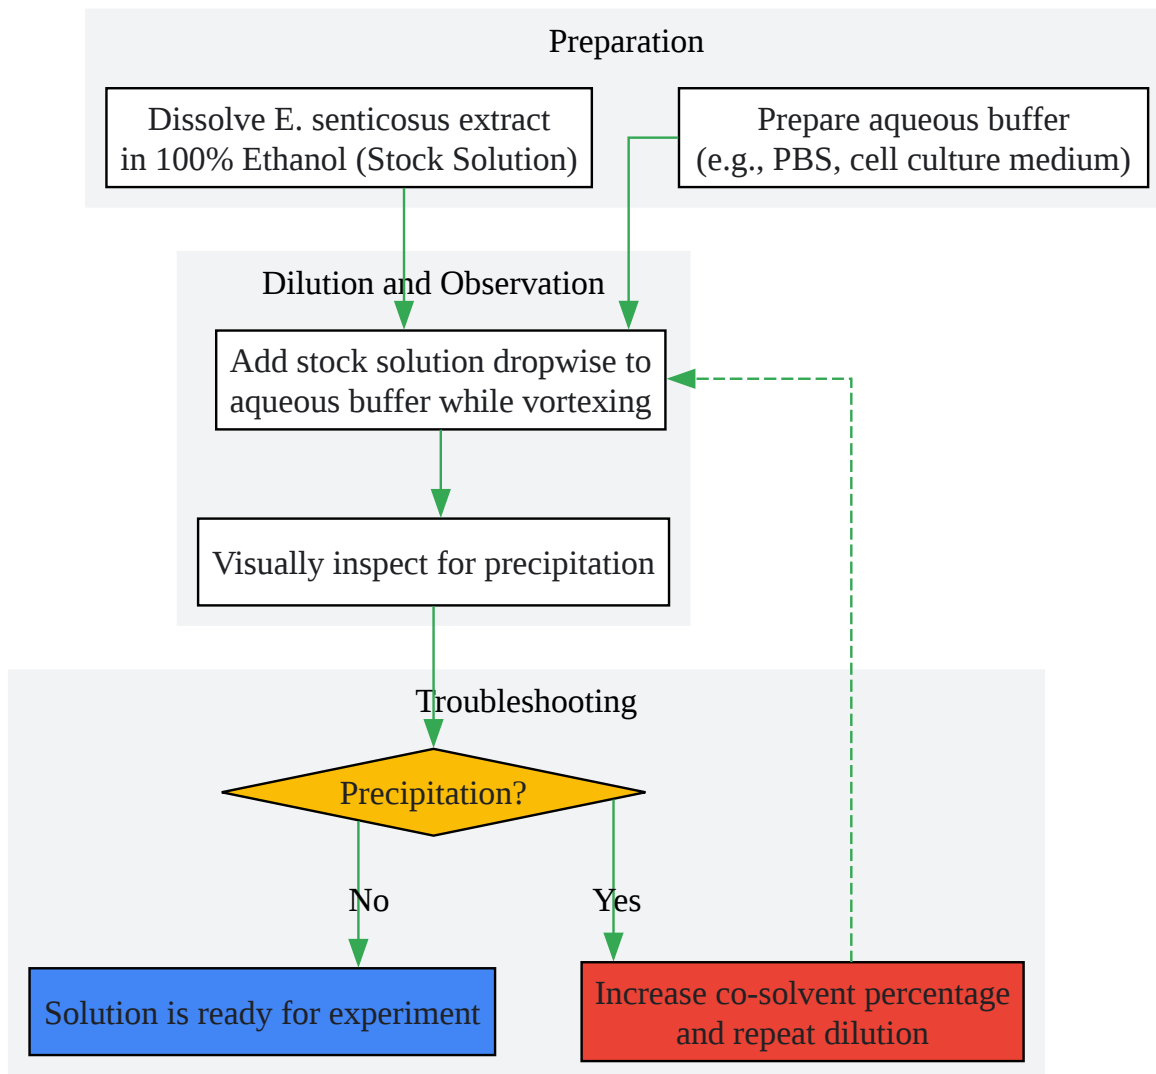 Preparation
Dissolve E. senticosus extract
in 100% Ethanol (Stock Solution)
Prepare aqueous buffer
(e.g., PBS, cell culture medium)
Dilution and Observation
Add stock solution dropwise to
aqueous buffer while vortexing
Visually inspect for precipitation
Troubleshooting
Precipitation?
No
Yes
Solution is ready for experiment
Increase co-solvent percentage
and repeat dilution